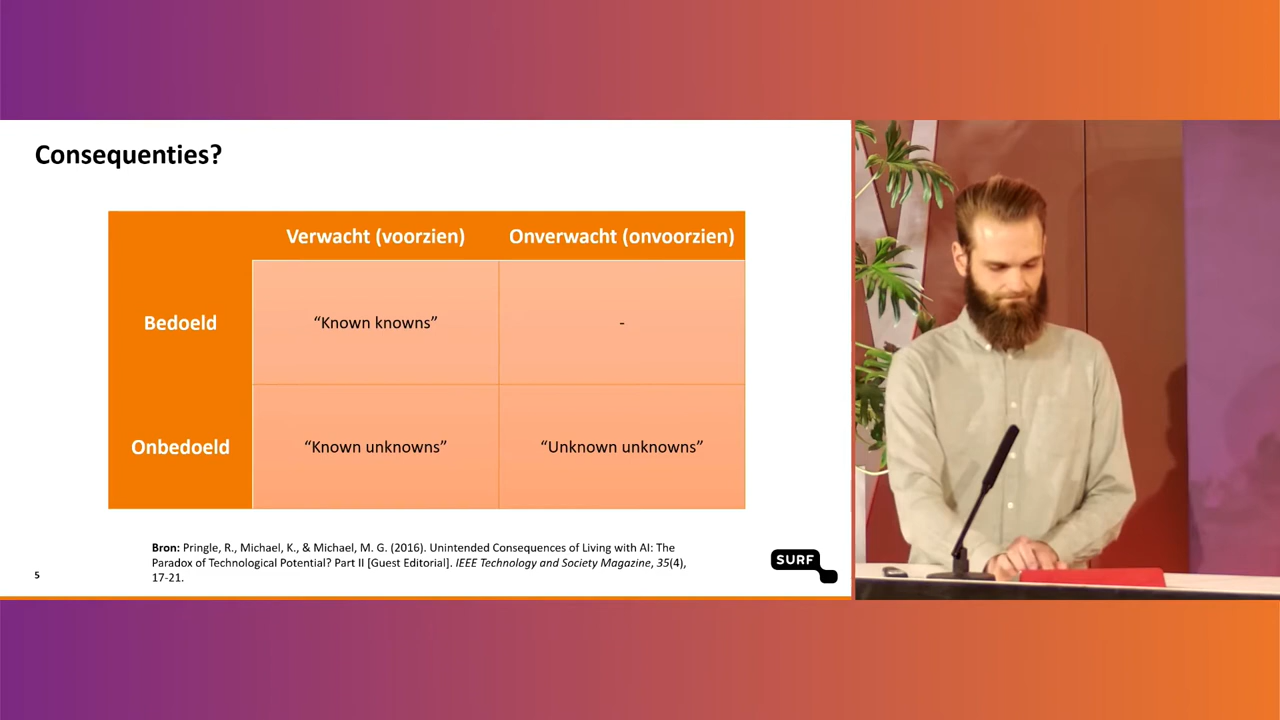 Consequenties?
Verwacht (voorzien) Onverwacht (onvoorzien)
Bedoeld “Known knowns” -
Onbedoeld “Known unknowns” “Unknown unknowns”
Bron: Pringle, R., Michael, K., & Michael, M. G. (2016). Unintended Consequences of Living with AI: The
Paradox of Technological Potential? Part II [Guest Editorial]. IEEE Technology and Society Magazine, 35(4),
17-21.
5
SURF